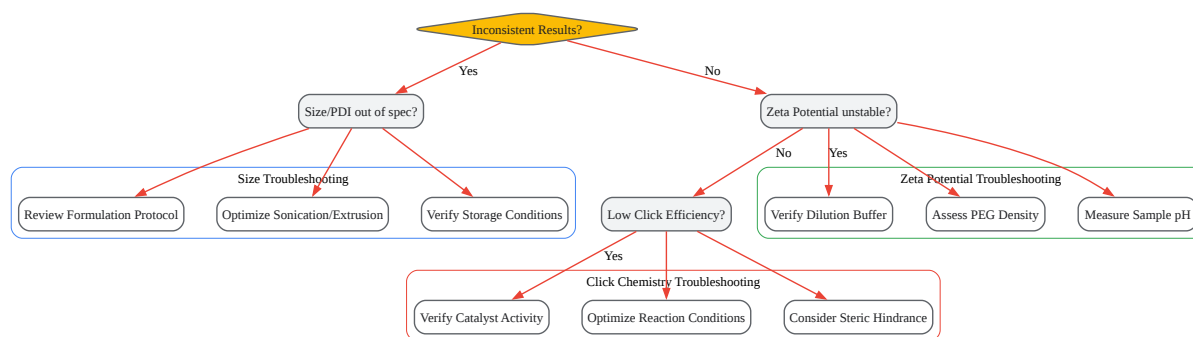 Inconsistent Results?
Yes
No
Size/PDI out of spec?
Zeta Potential unstable?
No
Yes
Size Troubleshooting
Zeta Potential Troubleshooting
Review Formulation Protocol
Optimize Sonication/Extrusion
Verify Storage Conditions
Low Click Efficiency?
Verify Dilution Buffer
Assess PEG Density
Measure Sample pH
Yes
Click Chemistry Troubleshooting
Verify Catalyst Activity
Optimize Reaction Conditions
Consider Steric Hindrance